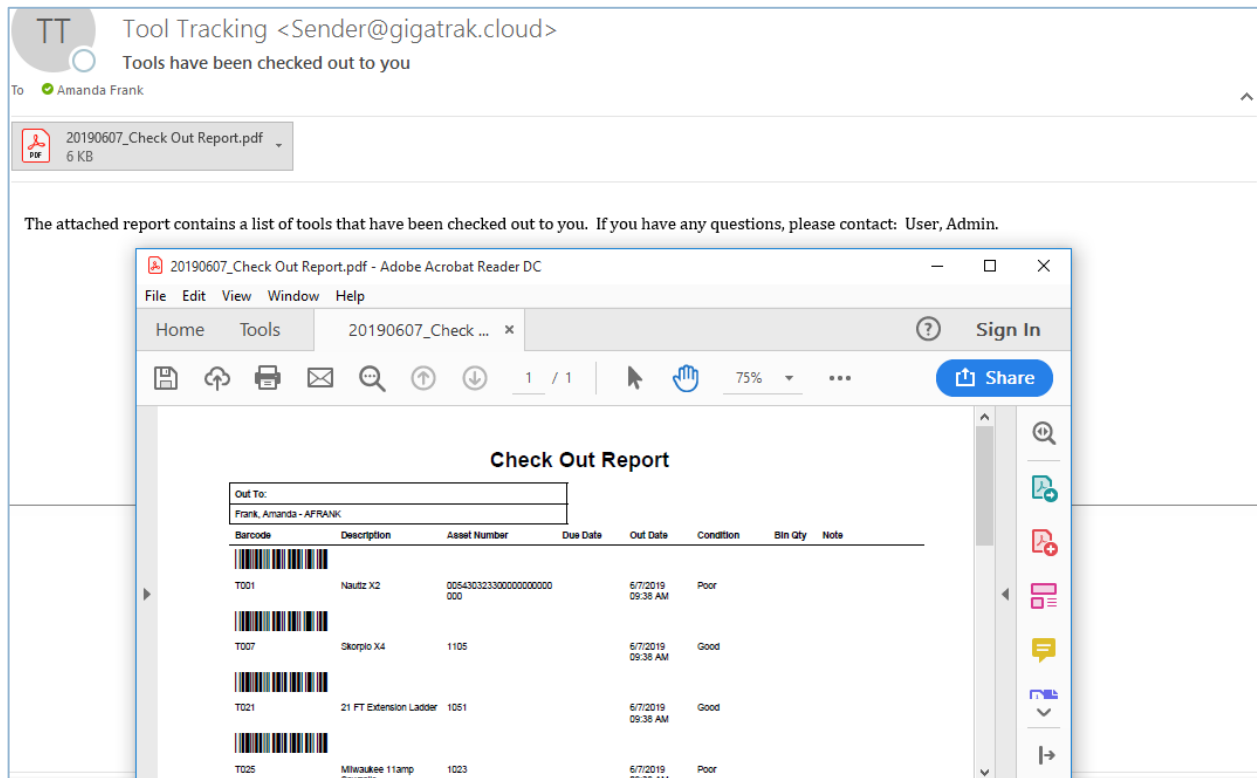 TT
Tool Tracking <Sender@gigatrak.cloud>
Tools have been checked out to you
To Amanda Frank
20190607_Check Out Report.pdf
PDF
6 KB
The attached report contains a list of tools that have been checked out to you. If you have any questions, please contact: User, Admin.
20190607_Check Out Report.pdf - Adobe Acrobat Reader DC
File Edit View Window Help
Home Tools 20190607_Check ... × ? Sign In
1 / 1 75% Share
Check Out Report
Out To:
Frank, Amanda - AFRANK
Barcode Description Asset Number Due Date Out Date Condition Bin Qty Note
T001 Nautiz X2 005430323300000000000 6/7/2019 Poor
000 09:38 AM
T007 Skorpio X4 1105 6/7/2019 Good
09:38 AM
T021 21 FT Extension Ladder 1051 6/7/2019 Good
09:38 AM
T025 Milwaukee 11amp 1023 6/7/2019 Poor